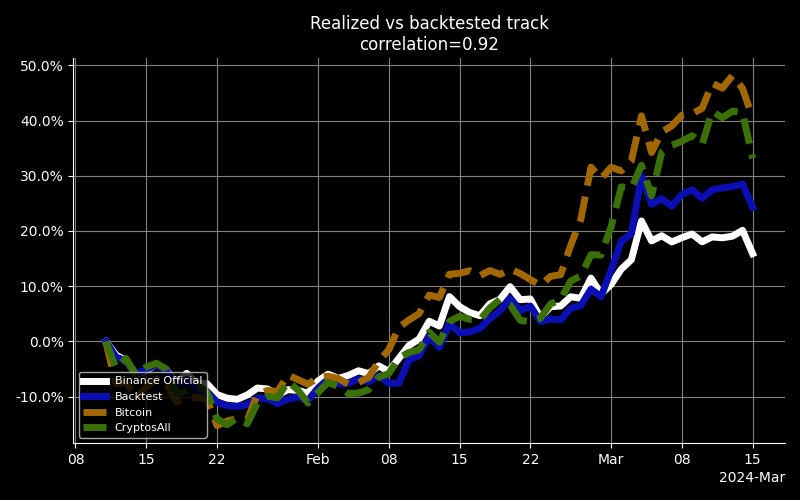 Realized vs backtested track
correlation=0.92
50.0%
40.0%
30.0%
20.0%
10.0%
0.0%
-10.0%
Binance Official
Backtest
Bitcoin
CryptosAll
08 15 22 Feb 08 15 22 Mar 08 15
2024-Mar